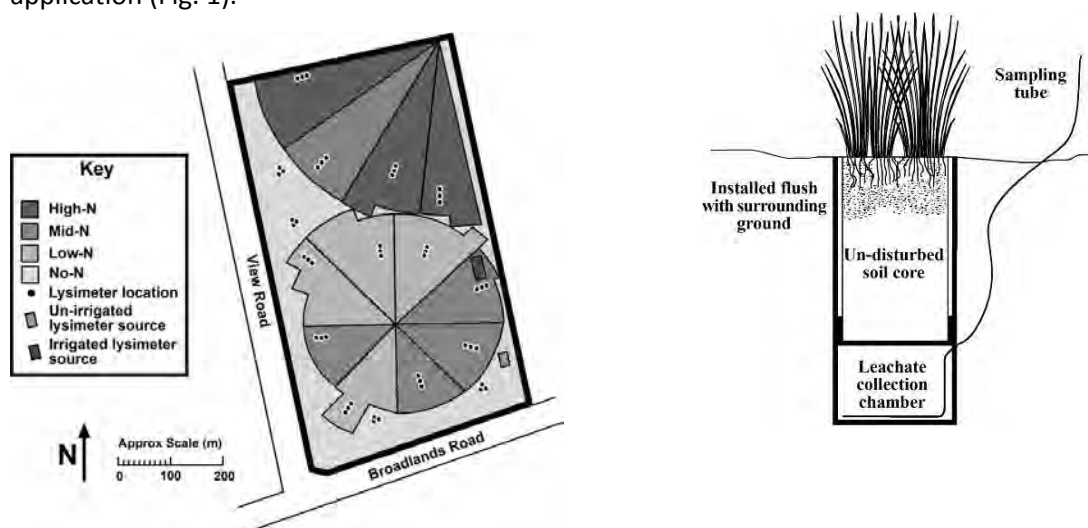 application (Fig. 1).
Key
High-N
Mid-N
Low-N
No-N
Lysimeter location
Un-irrigated
lysimeter source
Irrigated lysimeter
source
N
Approx Scale (m)
0 100 200
View Road
Broadlands Road
Sampling
tube
Installed flush
with surrounding
ground
Un-disturbed
soil core
Leachate
collection
chamber